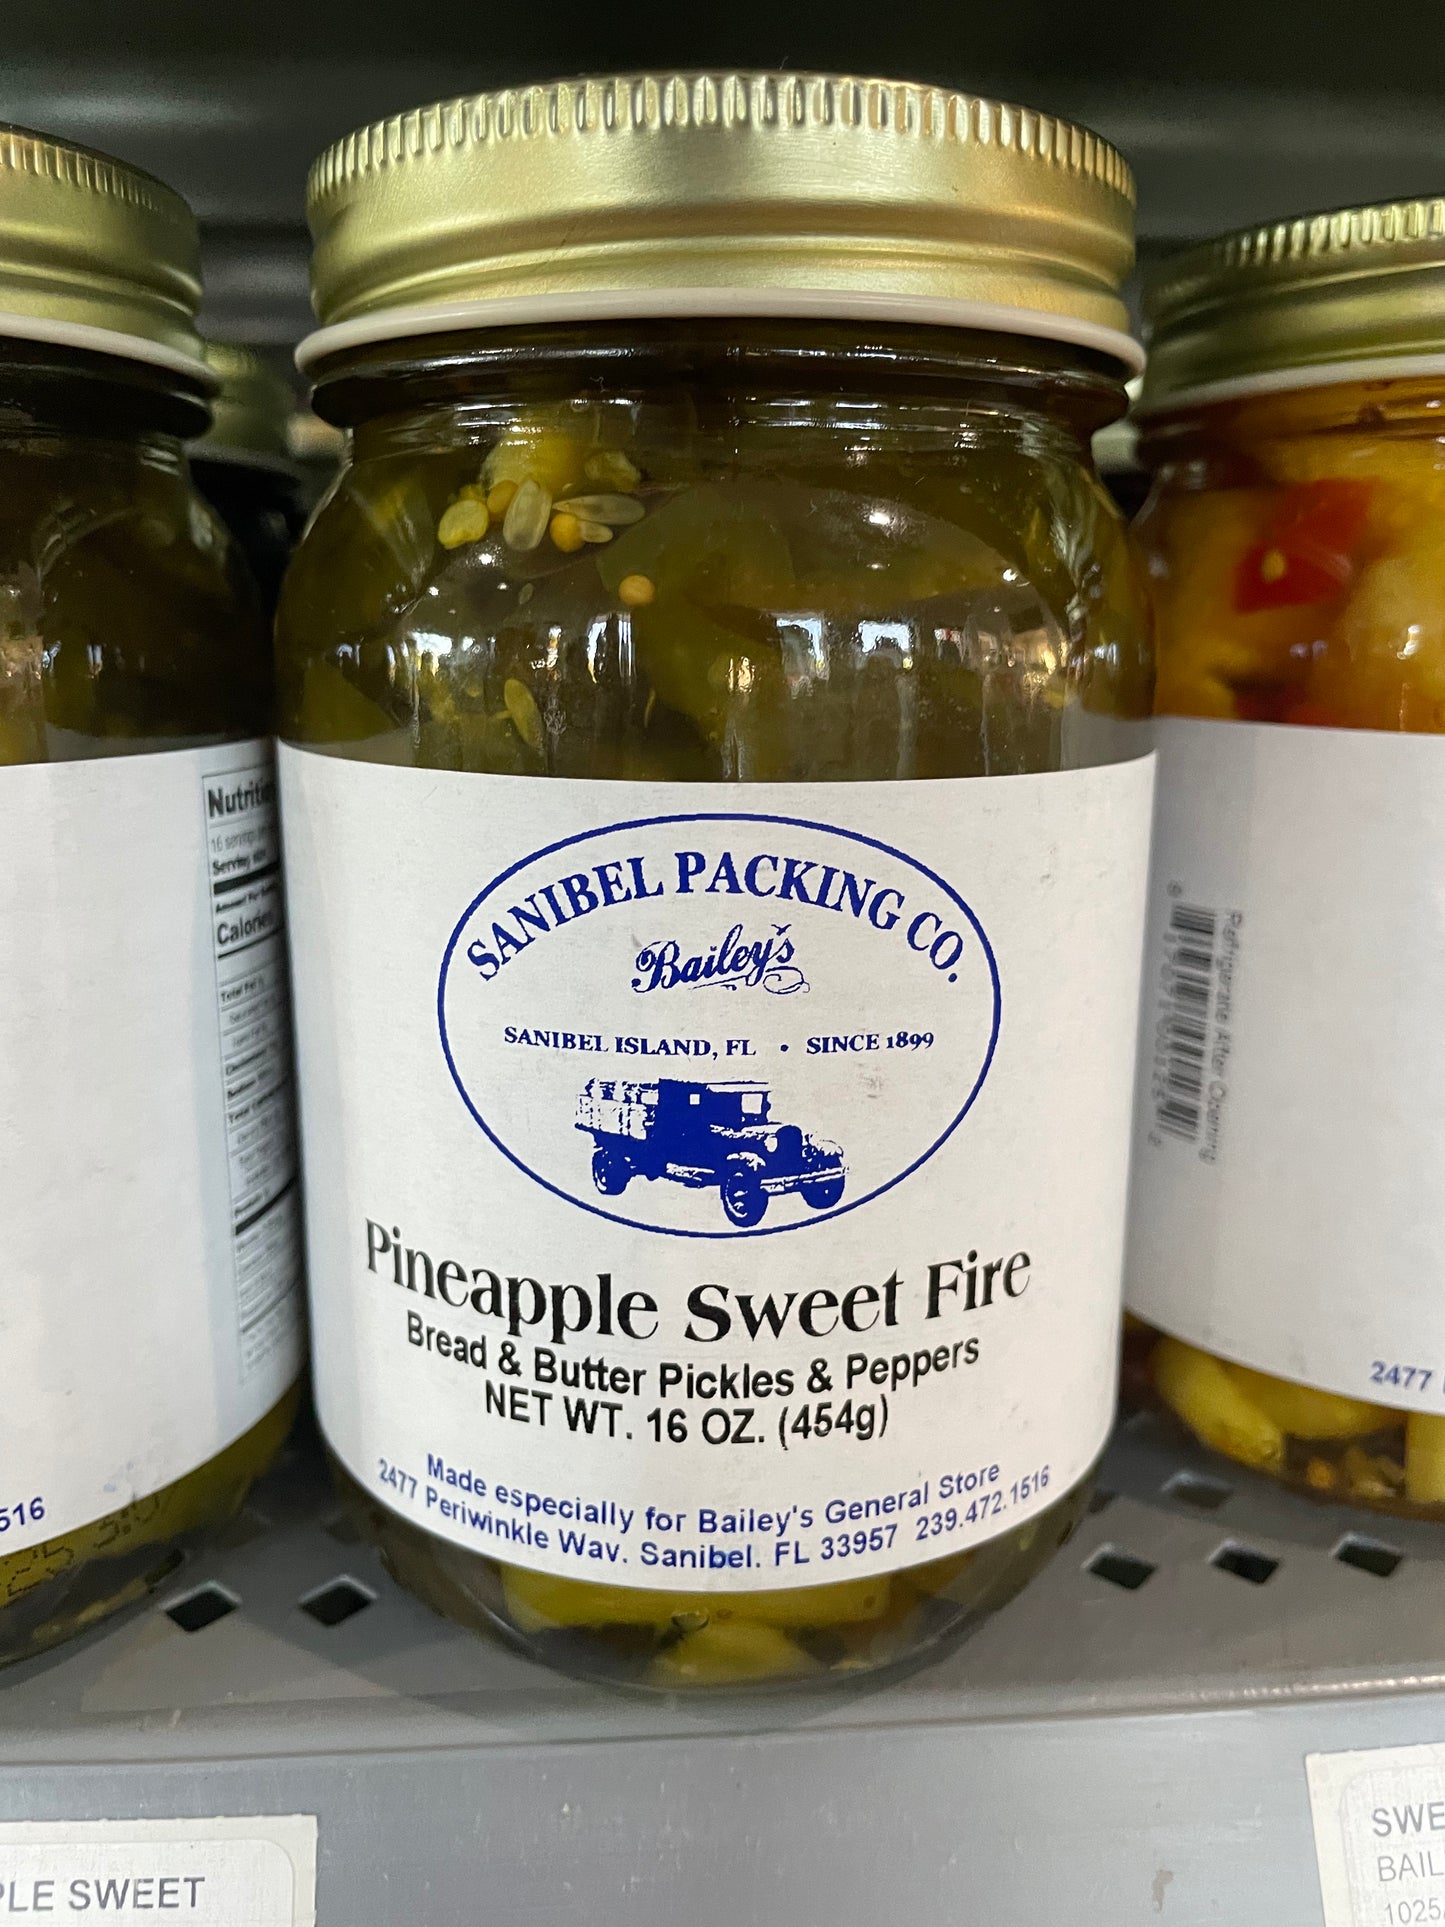 SANIBEL PACKING CO.
Bailey's
SANIBEL ISLAND, FL • SINCE 1899
Pineapple Sweet Fire
Bread & Butter Pickles & Peppers
NET WT. 16 OZ. (454g)
Made especially for Bailey's General Store
2477 Periwinkle Way. Sanibel. FL 33957 239.472.1516
Calories
516
Refrigerate After Opening
2477
PLE SWEET
SWE
BAIL
1025